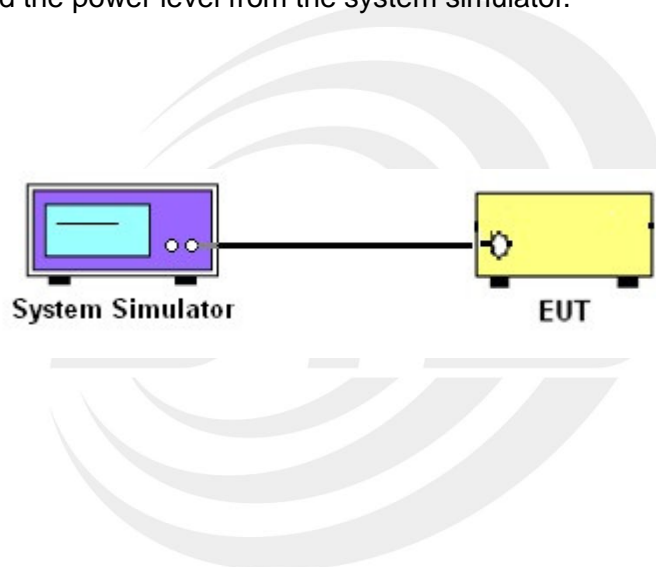 d the power level from the system simulator.
System Simulator
EUT